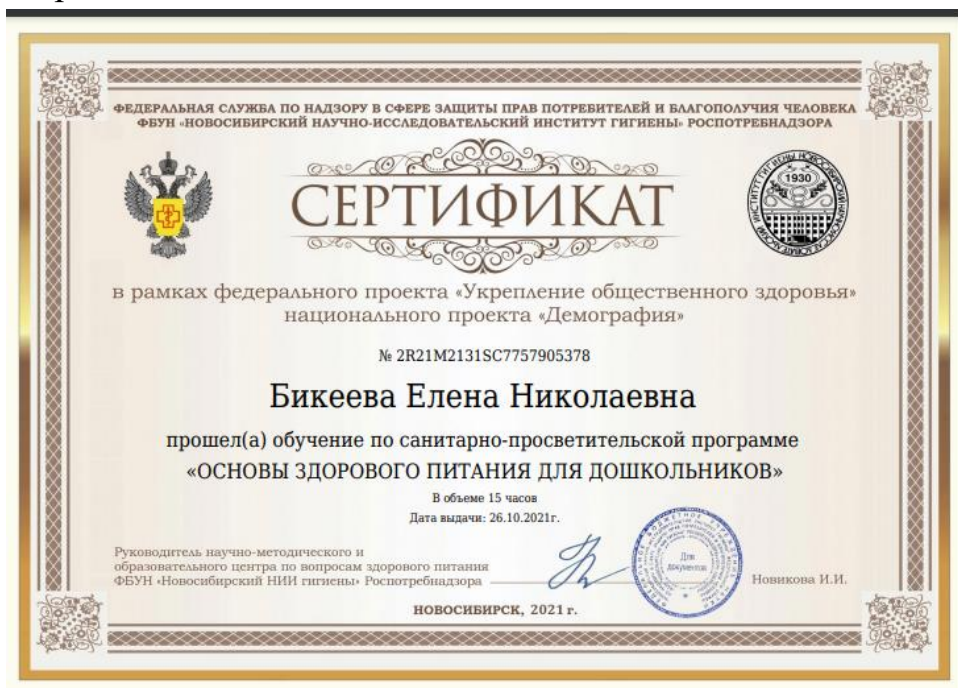 ФЕДЕРАЛЬНАЯ СЛУЖБА ПО НАДЗОРУ В СФЕРЕ ЗАЩИТЫ ПРАВ ПОТРЕБИТЕЛЕЙ И БЛАГОПОЛУЧИЯ ЧЕЛОВЕКА
ФБУН «НОВОСИБИРСКИЙ НАУЧНО-ИССЛЕДОВАТЕЛЬСКИЙ ИНСТИТУТ ГИГИЕНЫ» РОСПОТРЕБНАДЗОРА
1930
СЕРТИФИКАТ
в рамках федерального проекта «Укрепление общественного здоровья»
национального проекта «Демография»
№ 2R21M2131SC7757905378
Бикеева Елена Николаевна
прошел(а) обучение по санитарно-просветительской программе
«ОСНОВЫ ЗДОРОВОГО ПИТАНИЯ ДЛЯ ДОШКОЛЬНИКОВ»
В объеме 15 часов
Дата выдачи: 26.10.2021г.
Руководитель научно-методического и
образовательного центра по вопросам здорового питания
ФБУН «Новосибирский НИИ гигиены» Роспотребнадзора
Для
документов
Новикова И.И.
НОВОСИБИРСК, 2021 г.